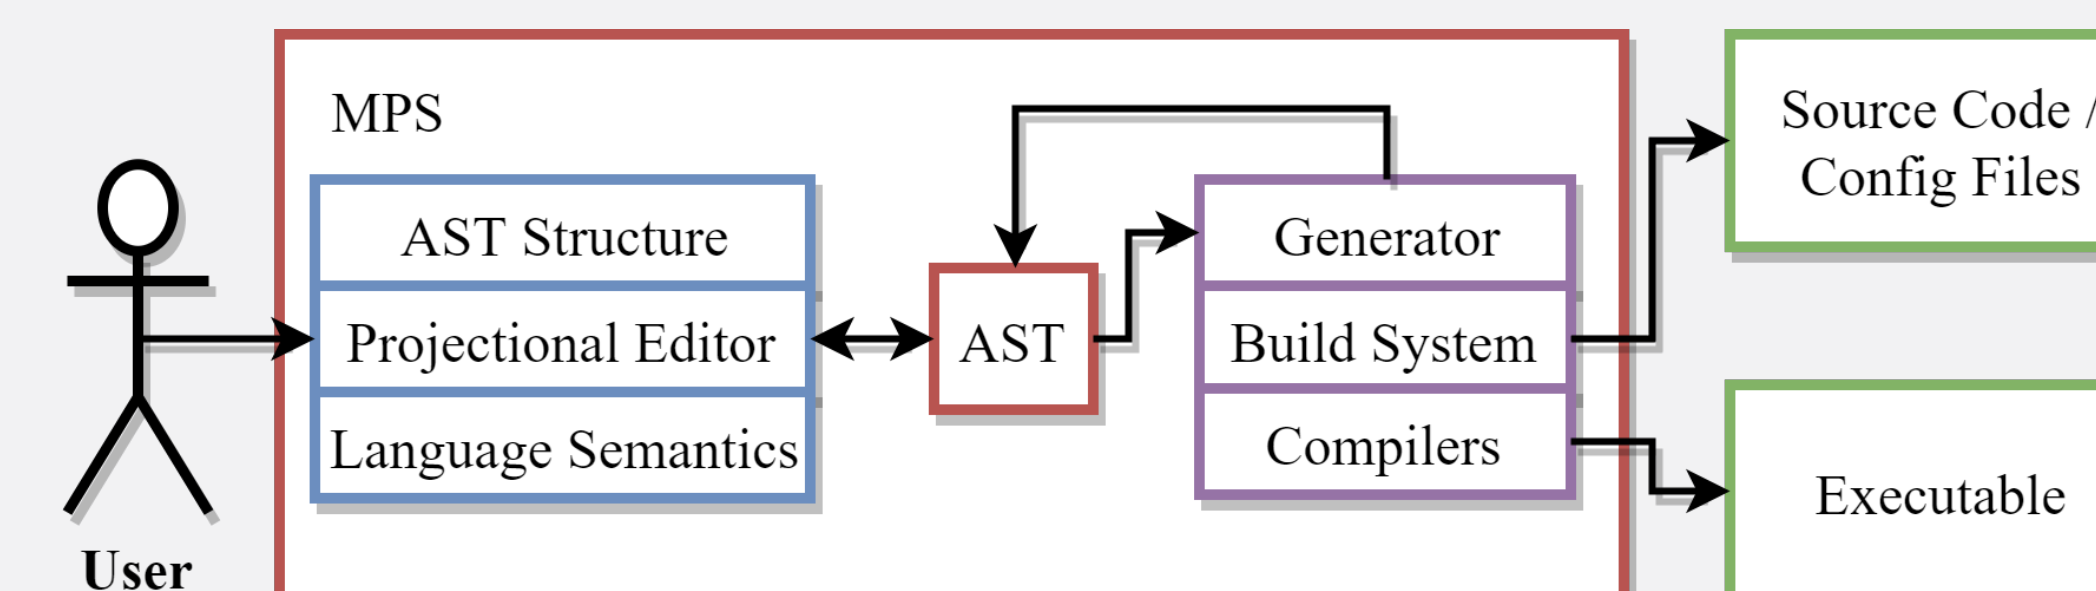 MPS
AST Structure
Projectional Editor
Language Semantics
AST
Generator
Build System
Compilers
Source Code /
Config Files
Executable
User